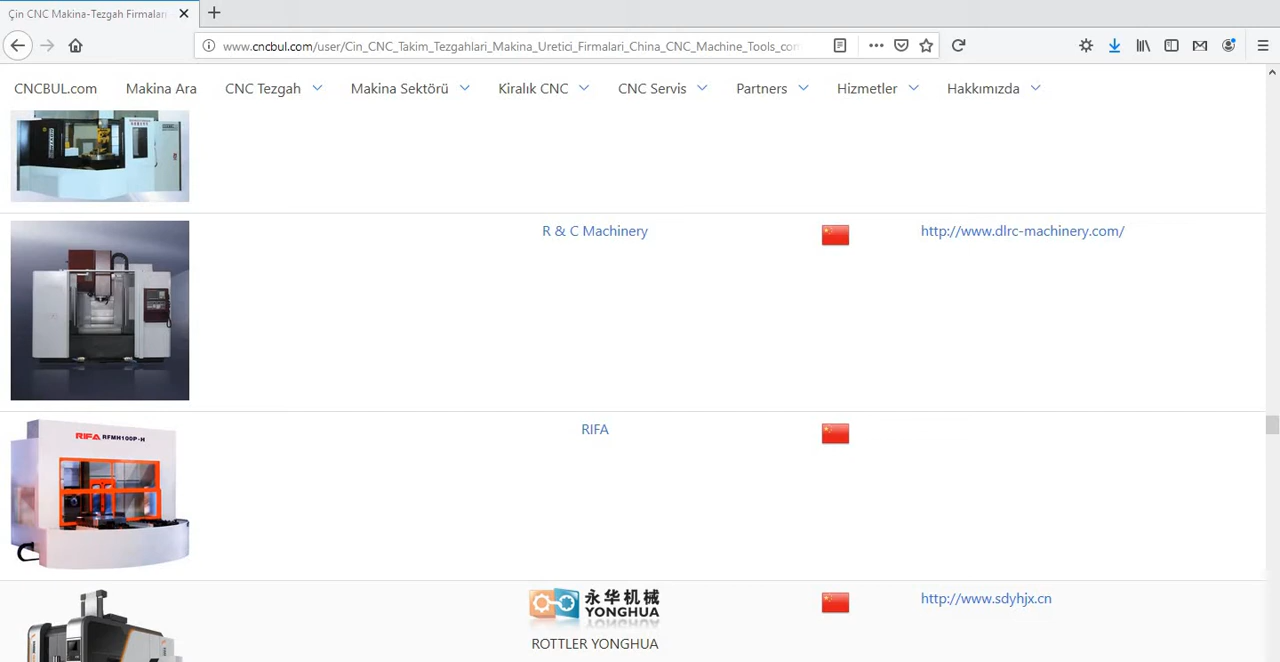 Çin CNC Makina-Tezgah Firmaları
www.cncbul.com/user/Cin_CNC_Takim_Tezgahlari_Makina_Uretici_Firmalari_China_CNC_Machine_Tools_com
CNCBUL.com Makina Ara CNC Tezgah Makina Sektörü Kiralık CNC CNC Servis Partners Hizmetler Hakkımızda
R & C Machinery http://www.dlrc-machinery.com/
RIFA RFMH100P-H
RIFA
永华机械
YONGHUA
http://www.sdyhjx.cn
ROTTLER YONGHUA